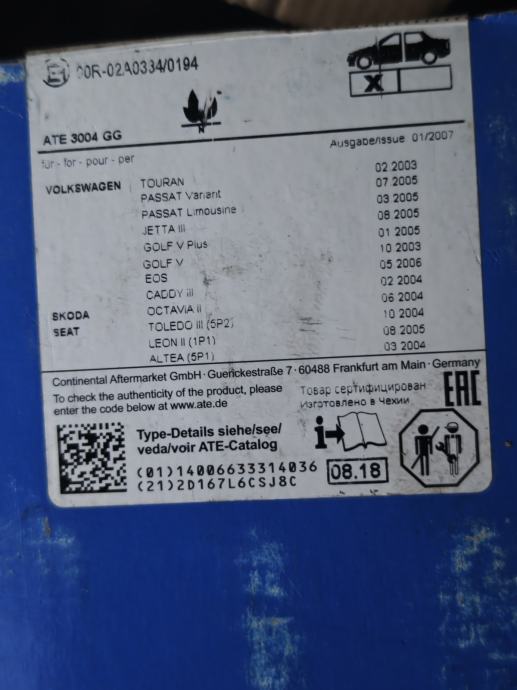 E1 90R-02A0334/0194
X
N
ATE 3004 GG
Ausgabe/Issue 01/2007
für - for - pour - per
VOLKSWAGEN TOURAN 02.2003
PASSAT Variant 07.2005
PASSAT Limousine 03.2005
JETTA III 08.2005
GOLF V Plus 01.2005
GOLF V 10.2003
EOS 05.2006
CADDY III 02.2004
SKODA OCTAVIA II 06.2004
SEAT TOLEDO III (5P2) 10.2004
LEON II (1P1) 08.2005
ALTEA (5P1) 03.2004
Continental Aftermarket GmbH · Guerickestraße 7 · 60488 Frankfurt am Main · Germany
To check the authenticity of the product, please
enter the code below at www.ate.de.
Товар сертифицирован
Изготовлено в Чехии
EAC
Type-Details siehe/see/
veda/voir ATE-Catalog
(01)14006633314036
(21)2D167L6CSJ8C
i
08.18